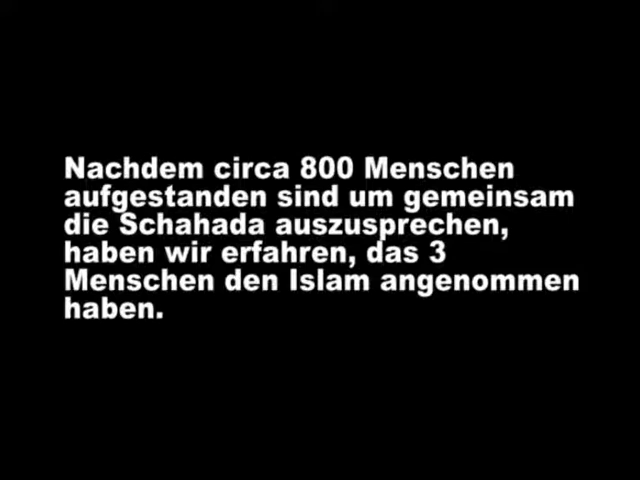 Nachdem circa 800 Menschen
aufgestanden sind um gemeinsam
die Schahada auszusprechen,
haben wir erfahren, das 3
Menschen den Islam angenommen
haben.